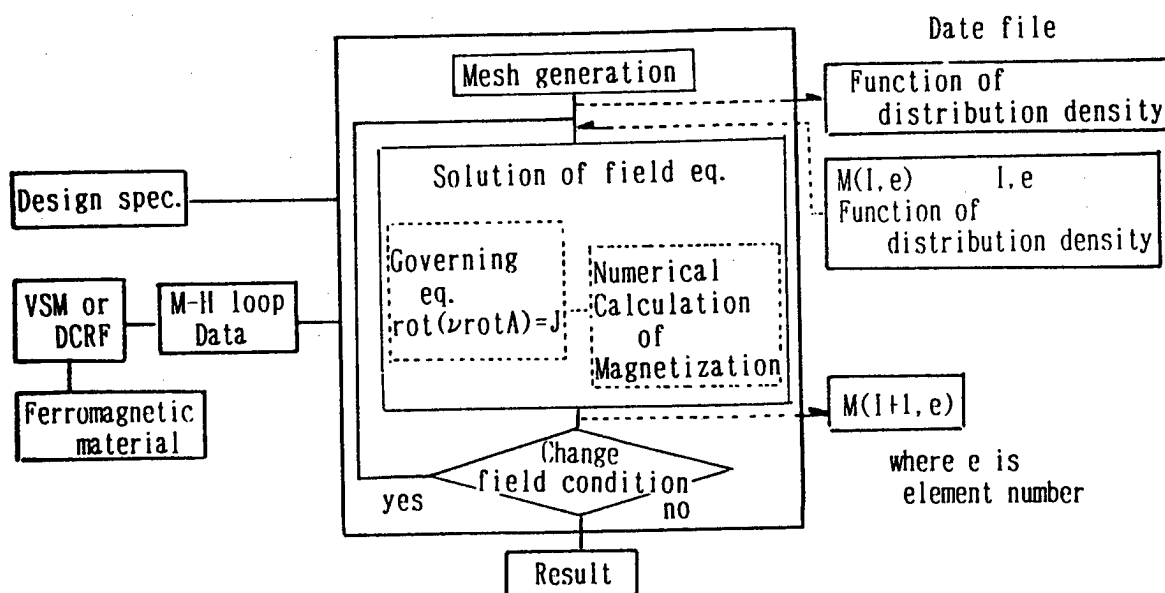 Date file
Mesh generation
Function of
distribution density
Solution of field eq.
M(I,e) I,e
Function of
distribution density
Design spec.
Governing
eq.
rot(νrotA)=J
Numerical
Calculation
of
Magnetization
VSM or
DCRF
M-H loop
Data
Ferromagnetic
material
M(I+1,e)
Change
field condition
where e is
element number
yes
no
Result